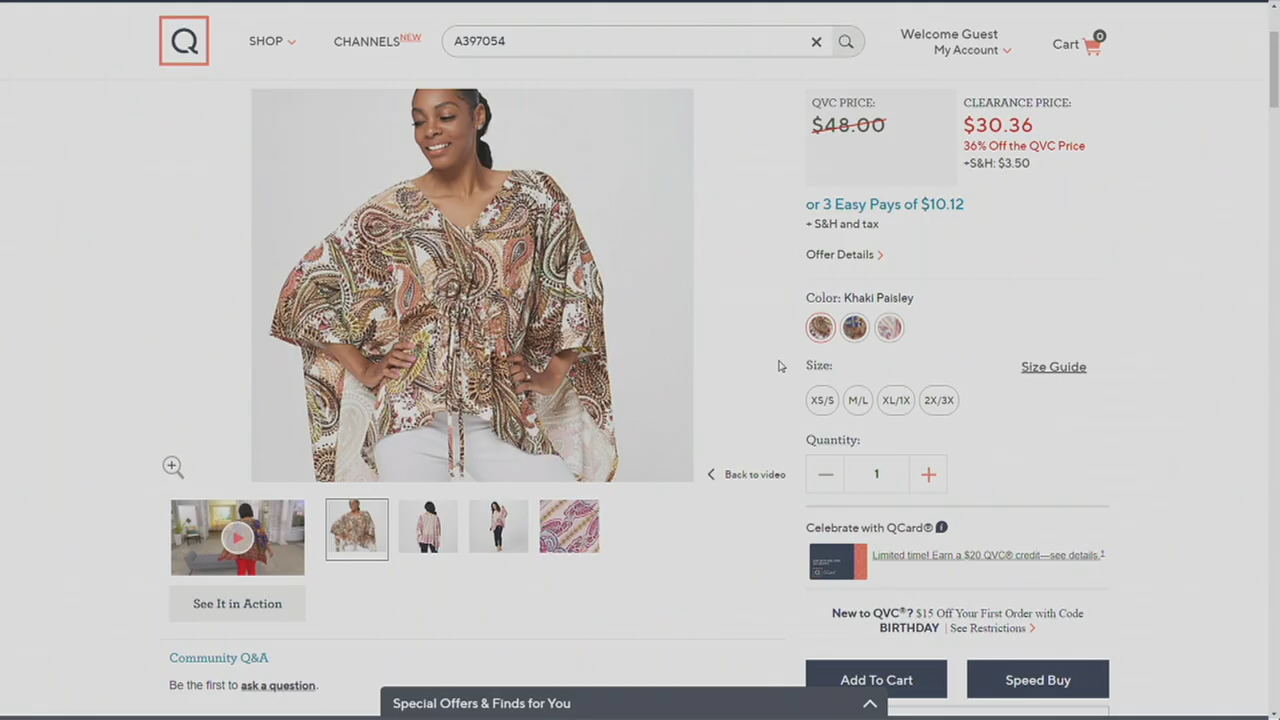 Q
SHOP
CHANNELS NEW
A397054
Welcome Guest
My Account
Cart 0
QVC PRICE:
$48.00
CLEARANCE PRICE:
$30.36
36% Off the QVC Price
+S&H: $3.50
or 3 Easy Pays of $10.12
+ S&H and tax
Offer Details
Color: Khaki Paisley
Size:
Size Guide
XS/S M/L XL/1X 2X/3X
Quantity:
1
Back to video
Celebrate with QCard®
Limited time! Earn a $20 QVC® credit—see details.
New to QVC®? $15 Off Your First Order with Code
BIRTHDAY | See Restrictions
See It in Action
Community Q&A
Be the first to ask a question.
Add To Cart
Speed Buy
Special Offers & Finds for You